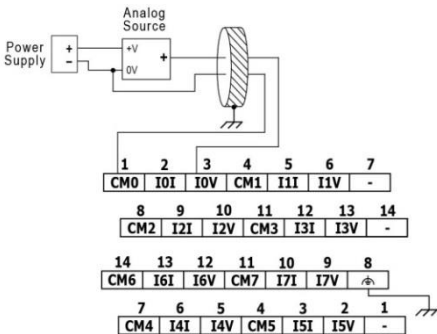 Analog
Source
Power
Supply
+
−
+V
0V
+
1 2 3 4 5 6 7
CM0 I0I I0V CM1 I1I I1V -
8 9 10 11 12 13 14
CM2 I2I I2V CM3 I3I I3V -
14 13 12 11 10 9 8
CM6 I6I I6V CM7 I7I I7V
7 6 5 4 3 2 1
CM4 I4I I4V CM5 I5I I5V -